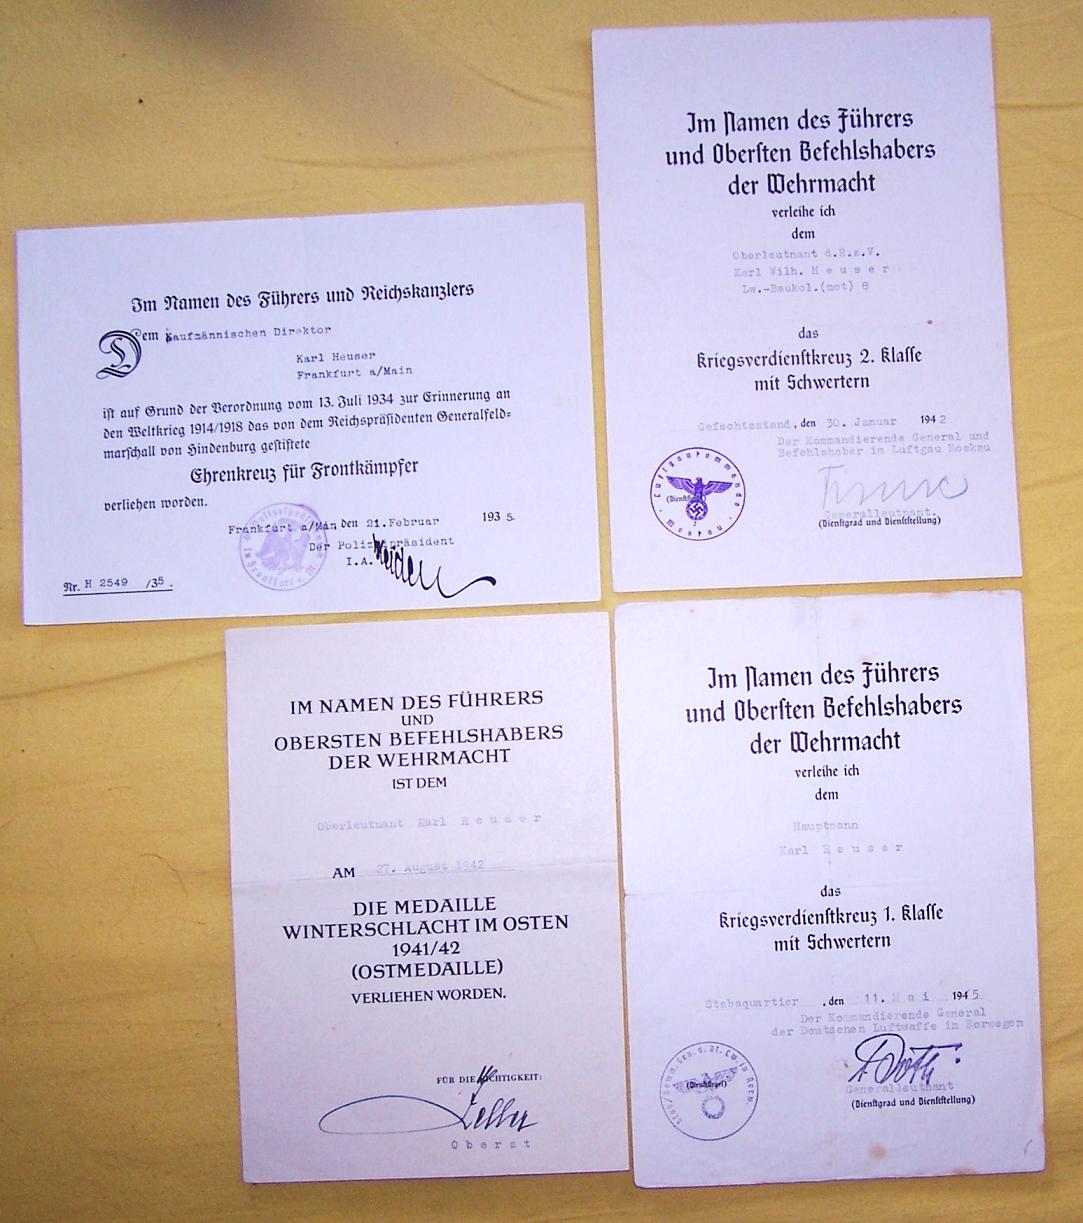 Im Namen des Führers und Reichskanzlers
Dem Kaufmännischen Direktor
Karl Heuser
Frankfurt a/Main
ist auf Grund der Verordnung vom 13. Juli 1934 zur Erinnerung an
den Weltkrieg 1914/1918 das von dem Reichspräsidenten Generalfeld=
marschall von Hindenburg gestiftete
Ehrenkreuz für Frontkämpfer
verliehen worden.
Frankfurt a/Main den 21. Februar 1935.
Der Polizeipräsident
I.A.
Nr. H 2549 /35.
Im Namen des Führers
und Obersten Befehlshabers
der Wehrmacht
verleihe ich
dem
Oberleutnant d.R.z.V.
Karl Wilh. Heuser
Lw.-Baukol.(mot) 8
das
Kriegsverdienstkreuz 2. Klasse
mit Schwertern
Gefechtsstand, den 30. Januar 1942
Der Kommandierende General und
Befehlshaber im Luftgau Moskau
Luftgaukommando
Moskau
(Dienstsiegel)
Generalleutnant.
(Dienstgrad und Dienststellung)
IM NAMEN DES FÜHRERS
UND
OBERSTEN BEFEHLSHABERS
DER WEHRMACHT
IST DEM
Oberleutnant Karl Heuser
AM 27. August 1942
DIE MEDAILLE
WINTERSCHLACHT IM OSTEN
1941/42
(OSTMEDAILLE)
VERLIEHEN WORDEN.
FÜR DIE RICHTIGKEIT:
Oberst
Im Namen des Führers
und Obersten Befehlshabers
der Wehrmacht
verleihe ich
dem
Hauptmann
Karl Heuser
das
Kriegsverdienstkreuz 1. Klasse
mit Schwertern
Stabsquartier, den 11. Mai 1945
Der Kommandierende General
der Deutschen Luftwaffe in Norwegen
(Dienstsiegel)
Generalleutnant
(Dienstgrad und Dienststellung)